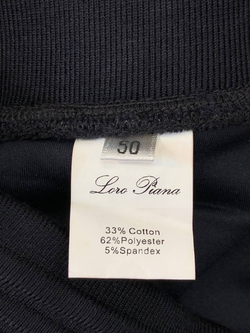 50
Loro Piana
33% Cotton
62%Polyester
5%Spandex